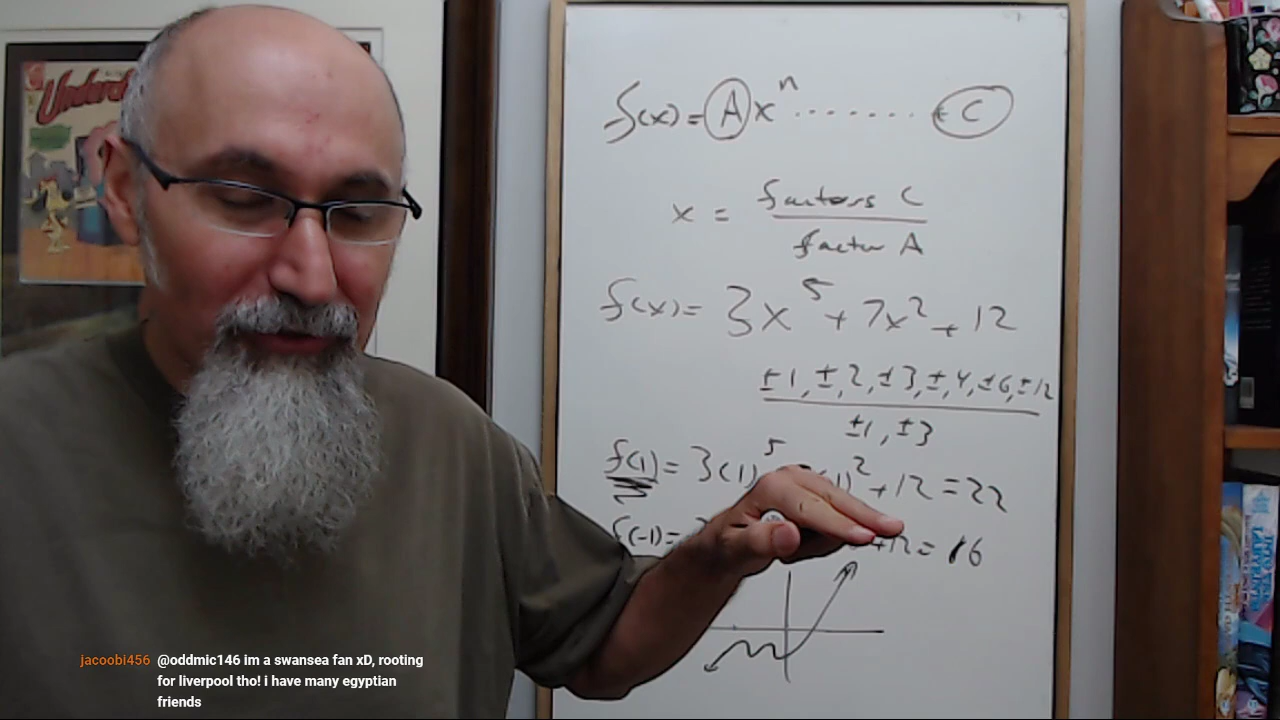 Underd
f(x) = A x^n ........ + C
x = factors C / factor A
f(x) = 3x^5 + 7x^2 + 12
±1, ±2, ±3, ±4, ±6, ±12
±1, ±3
f(1) = 3(1)^5 (1)^2 + 12 = 22
f(-1) = +12 = 16
jacoobi456 @oddmic146 im a swansea fan xD, rooting
for liverpool tho! i have many egyptian
friends